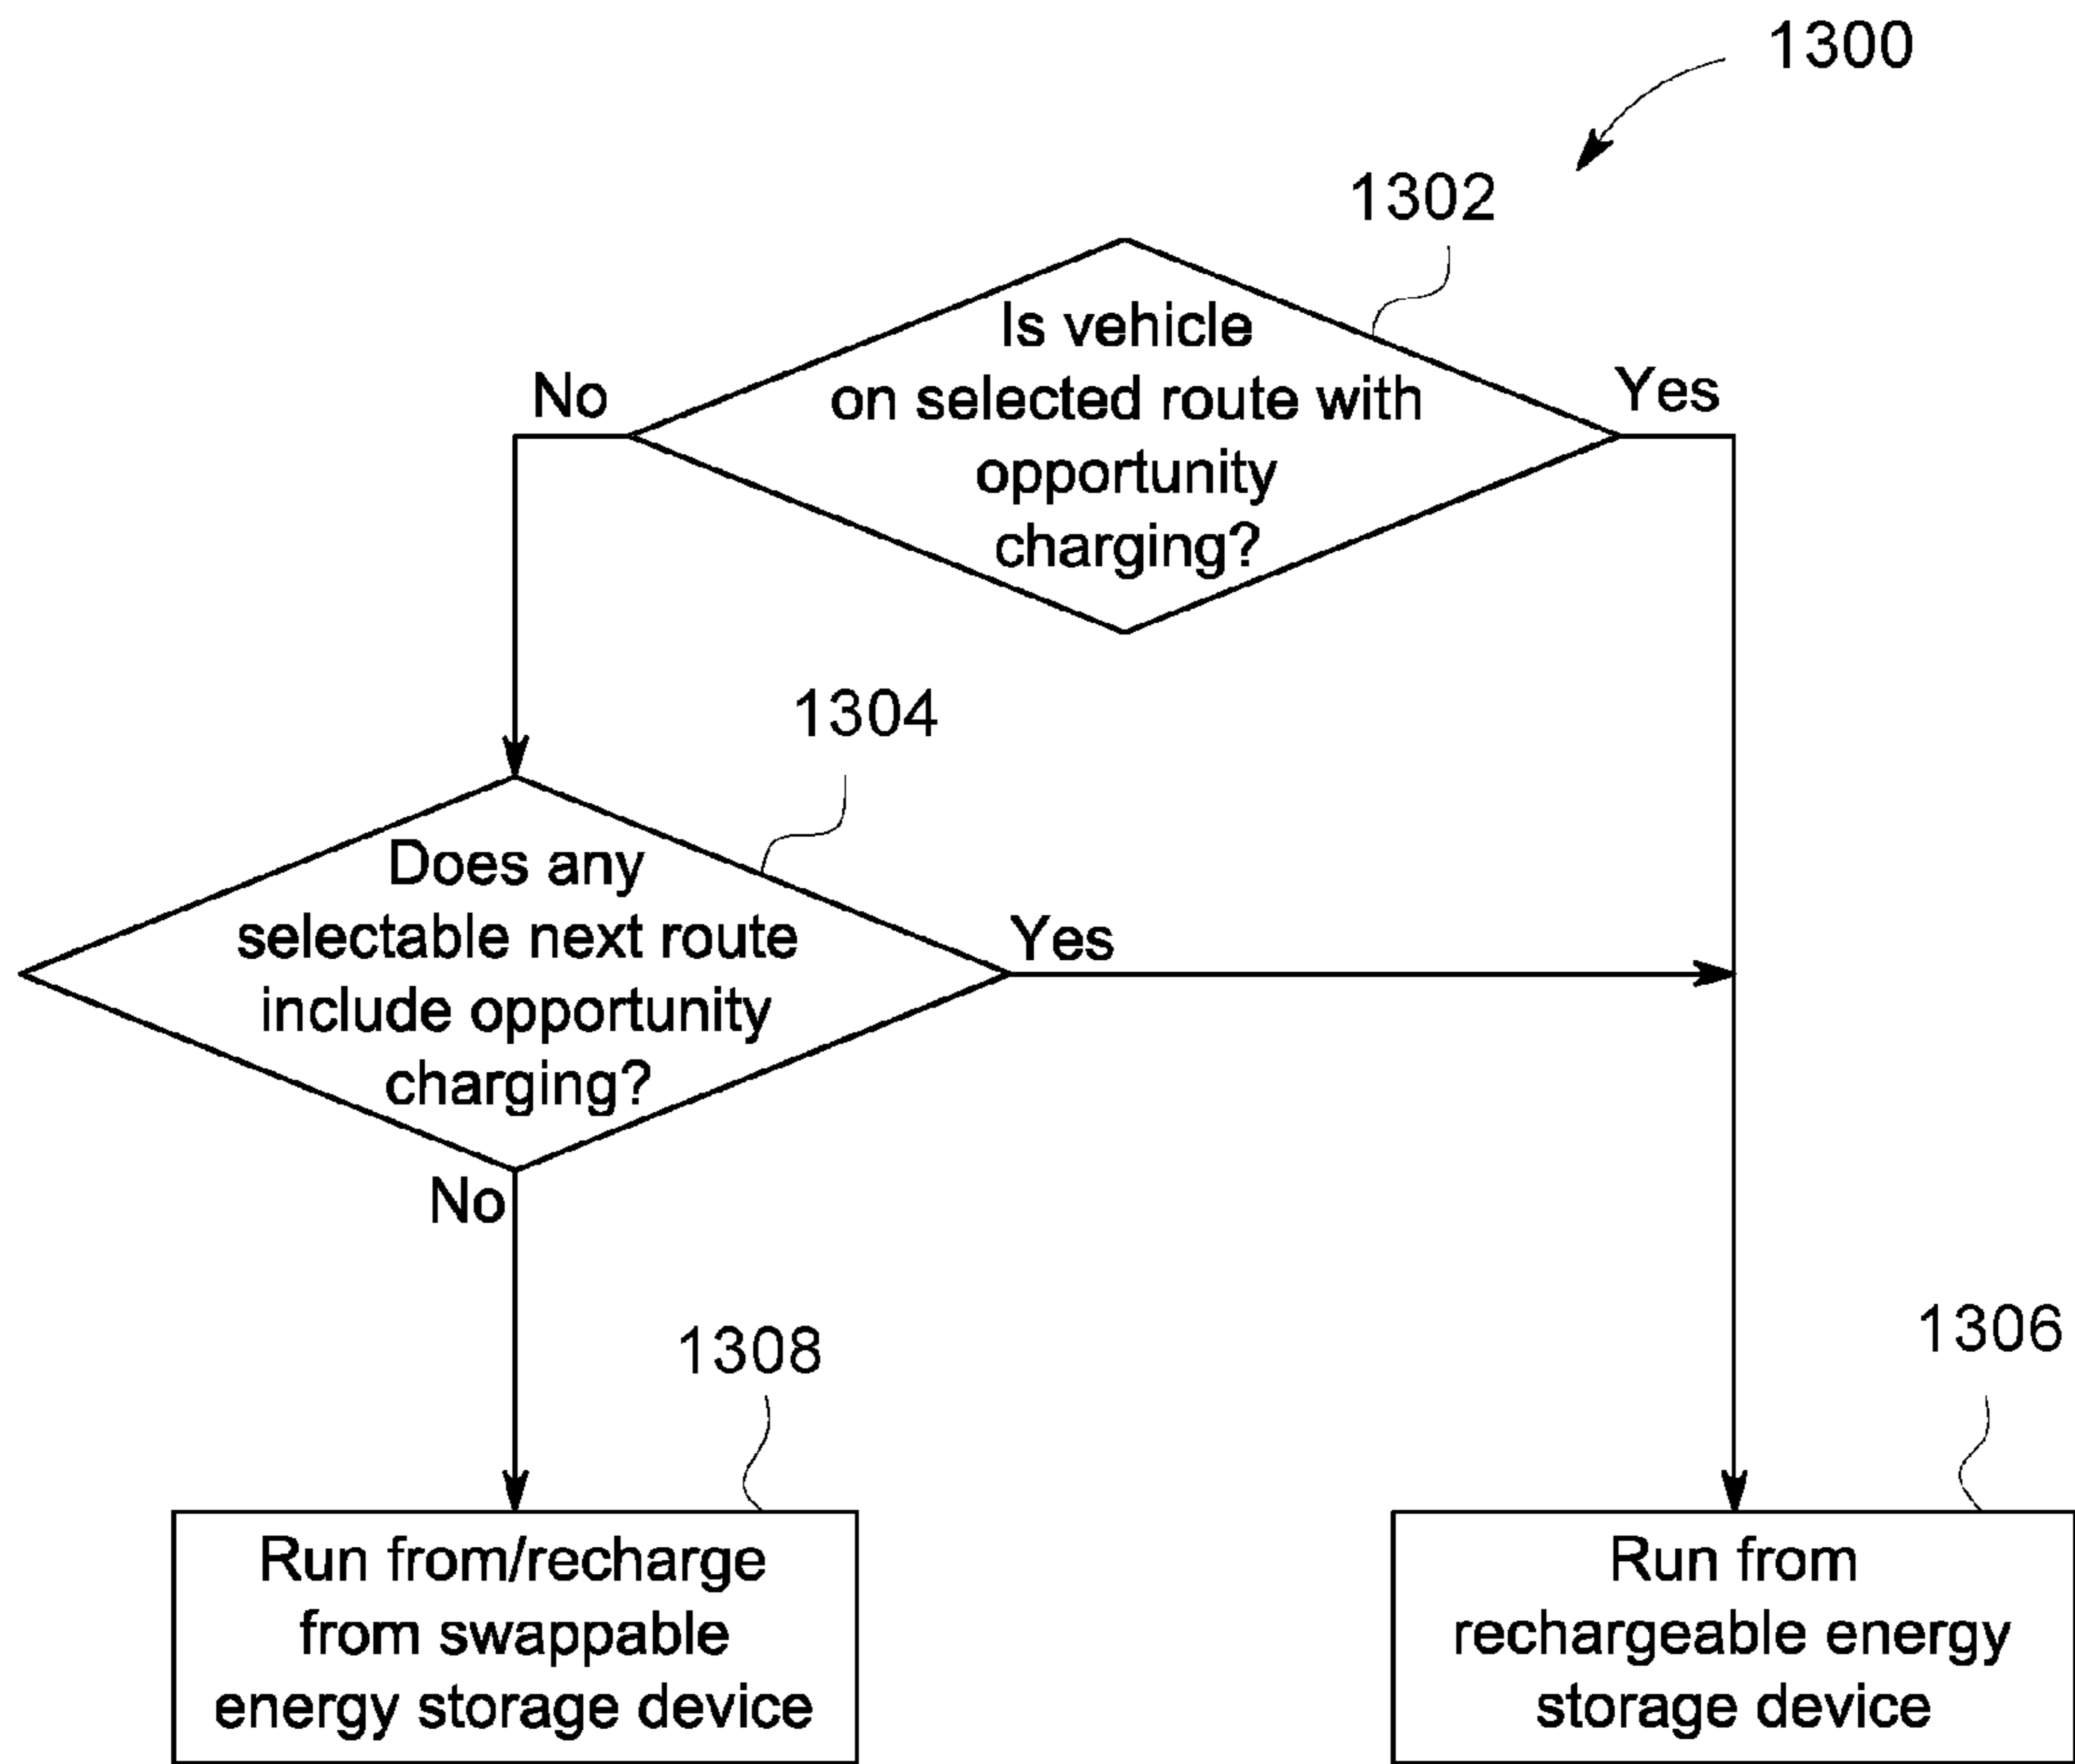 1300
1302
Is vehicle
on selected route with
opportunity
charging?
No
Yes
1304
Does any
selectable next route
include opportunity
charging?
Yes
No
1308
Run from/recharge
from swappable
energy storage device
1306
Run from
rechargeable energy
storage device